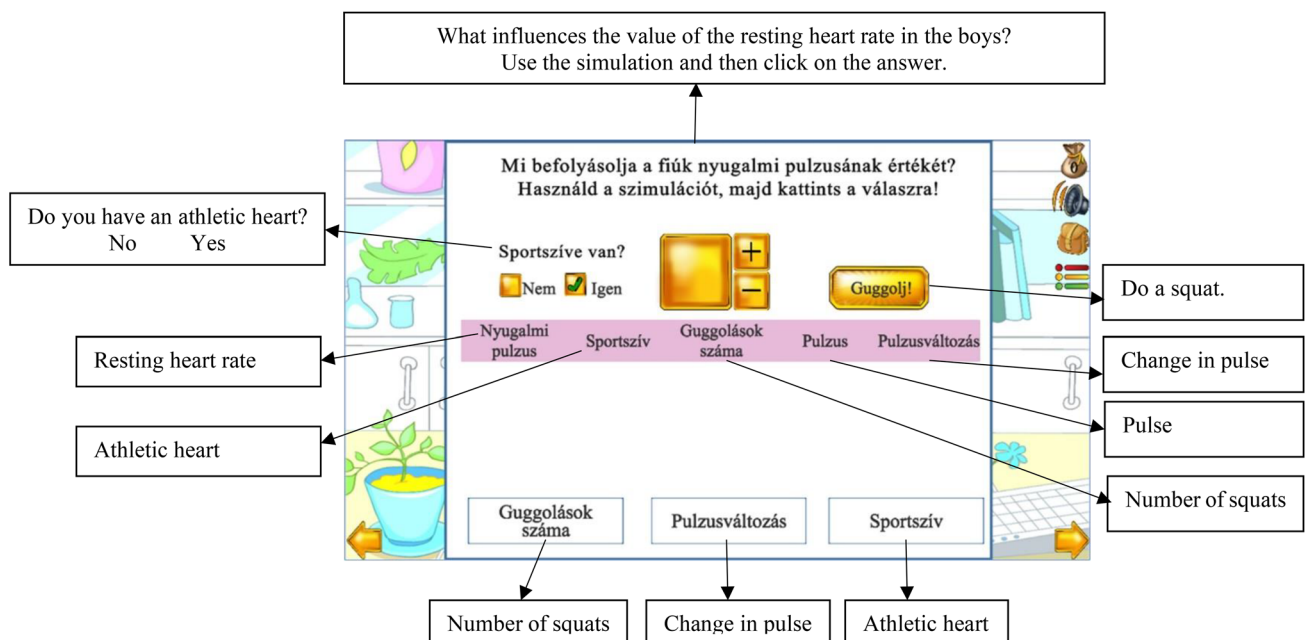 What influences the value of the resting heart rate in the boys?
Use the simulation and then click on the answer.
Mi befolyásolja a fiúk nyugalmi pulzusának értékét?
Használd a szimulációt, majd kattints a válaszra!
0
Do you have an athletic heart?
No Yes
Sportszíve van?
Nem Igen
+
−
Guggolj!
Do a squat.
Nyugalmi
pulzus
Sportszív
Guggolások
száma
Pulzus
Pulzusváltozás
Resting heart rate
Athletic heart
Change in pulse
Pulse
Number of squats
Guggolások
száma
Pulzusváltozás
Sportszív
Number of squats
Change in pulse
Athletic heart